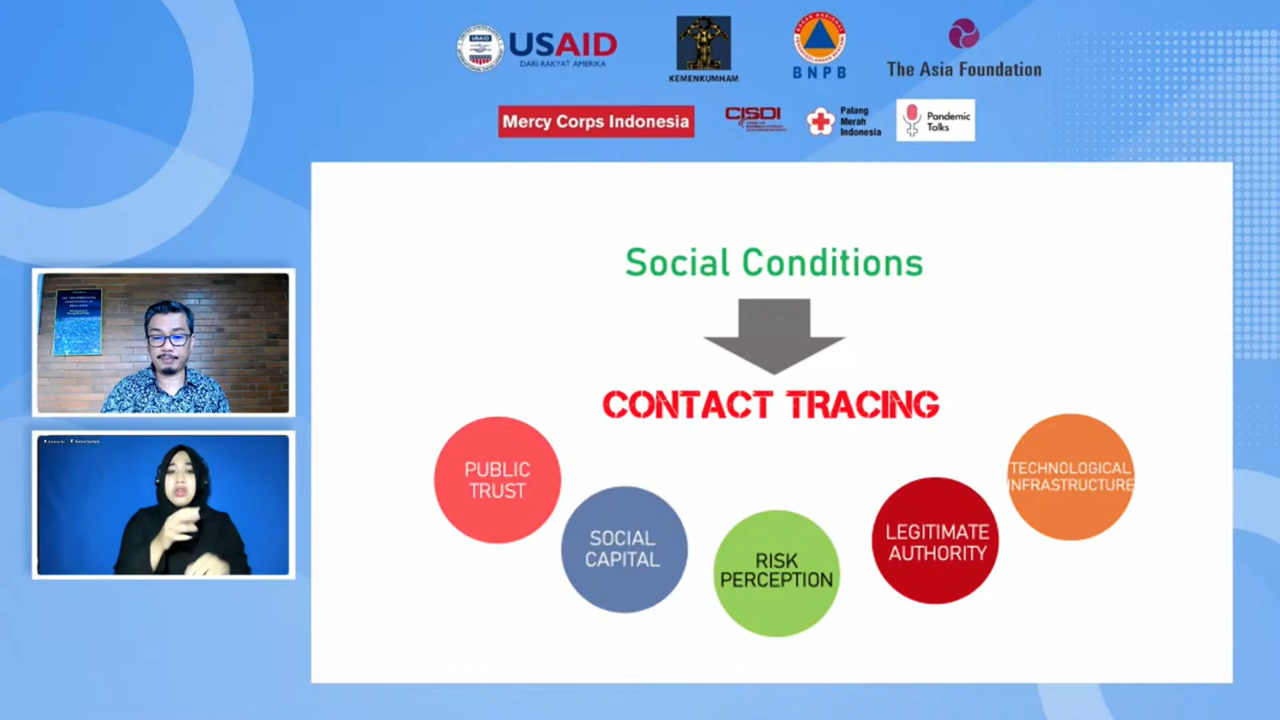 USAID
DARI RAKYAT AMERIKA
USAID
KEMENKUMHAM
BNPB
The Asia Foundation
Mercy Corps Indonesia
CISDI
Palang
Merah
Indonesia
Pandemic
Talks
Social Conditions
CONTACT TRACING
PUBLIC
TRUST
SOCIAL
CAPITAL
RISK
PERCEPTION
LEGITIMATE
AUTHORITY
TECHNOLOGICAL
INFRASTRUCTURE